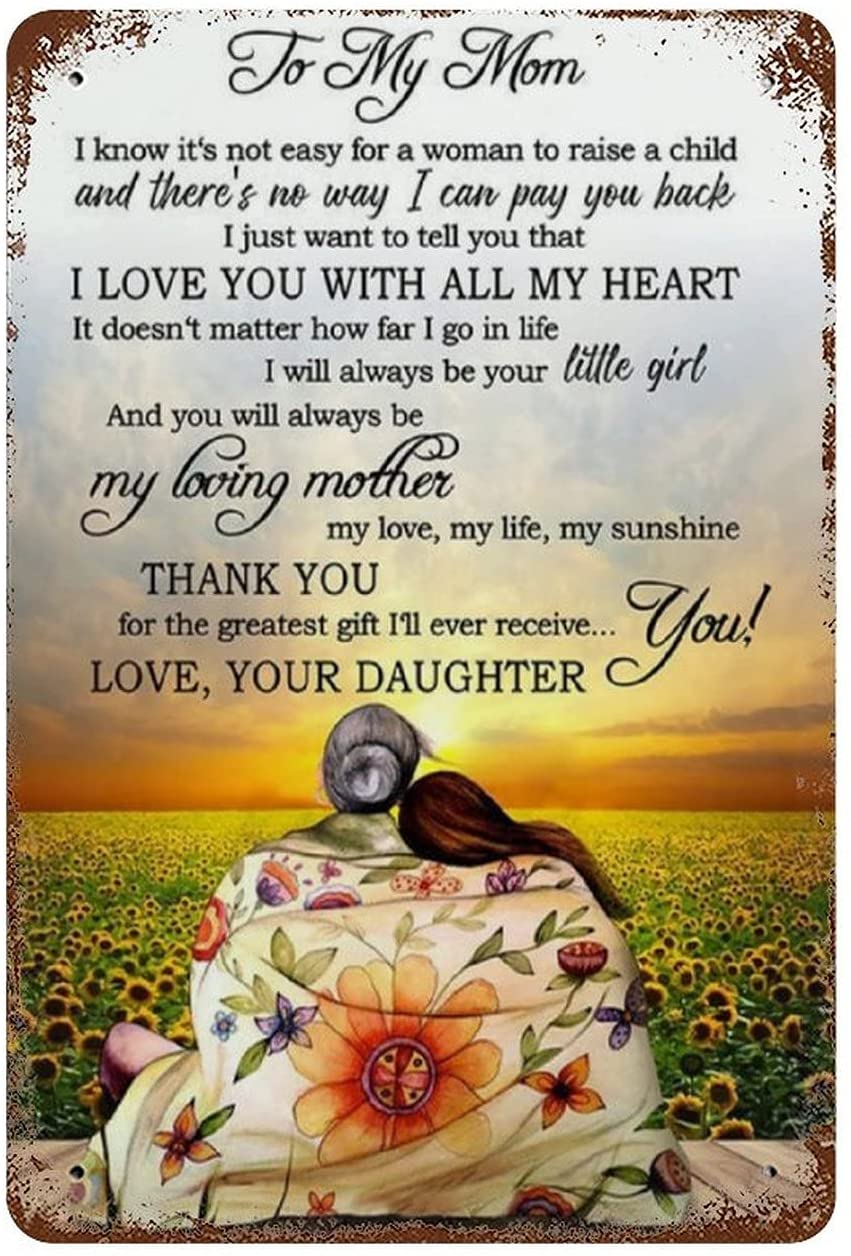 To My Mom
I know it's not easy for a woman to raise a child
and there's no way I can pay you back
I just want to tell you that
I LOVE YOU WITH ALL MY HEART
It doesn't matter how far I go in life
I will always be your little girl
And you will always be
my loving mother
my love, my life, my sunshine
THANK YOU
for the greatest gift I'll ever receive... You!
LOVE, YOUR DAUGHTER